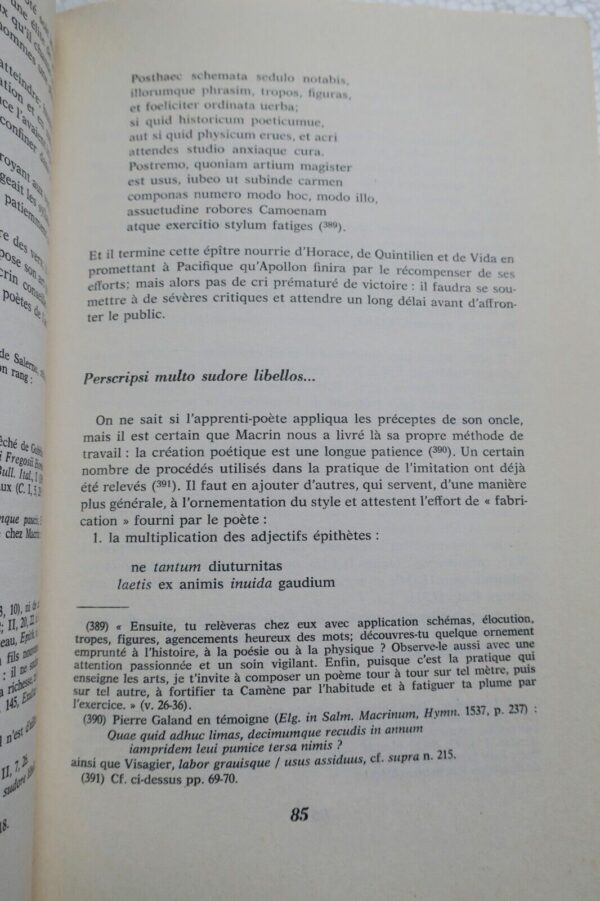 Posthaec schemata sedulo notabis,
illorumque phrasim, tropos, figuras,
et foeliciter ordinata uerba;
si quid historicum poeticumue,
aut si quid physicum erues, et acri
attendes studio anxiaque cura.
Postremo, quoniam artium magister
est usus, iubeo ut subinde carmen
componas numero modo hoc, modo illo,
assuetudine robores Camoenam
atque exercitio stylum fatiges (389).
Et il termine cette épître nourrie d'Horace, de Quintilien et de Vida en
promettant à Pacifique qu'Apollon finira par le récompenser de ses
efforts; mais alors pas de cri prématuré de victoire : il faudra se sou-
mettre à de sévères critiques et attendre un long délai avant d'affron-
ter le public.
Perscripsi multo sudore libellos...
On ne sait si l'apprenti-poète appliqua les préceptes de son oncle,
mais il est certain que Macrin nous a livré là sa propre méthode de
travail : la création poétique est une longue patience (390). Un certain
nombre de procédés utilisés dans la pratique de l'imitation ont déjà
été relevés (391). Il faut en ajouter d'autres, qui servent, d'une manière
plus générale, à l'ornementation du style et attestent l'effort de « fabri-
cation » fourni par le poète :
1. la multiplication des adjectifs épithètes :
ne tantum diuturnitas
laetis ex animis inuida gaudium
(389) « Ensuite, tu relèveras chez eux avec application schémas, élocution,
tropes, figures, agencements heureux des mots; découvres-tu quelque ornement
emprunté à l'histoire, à la poésie ou à la physique ? Observe-le aussi avec une
attention passionnée et un soin vigilant. Enfin, puisque c'est la pratique qui
enseigne les arts, je t'invite à composer un poème tour à tour sur tel mètre, puis
sur tel autre, à fortifier ta Camène par l'habitude et à fatiguer ta plume par
l'exercice. » (v. 26-36).
(390) Pierre Galand en témoigne (Elg. in Salm. Macrinum, Hymn. 1537, p. 237) :
Quae quid adhuc limas, decimumque recudis in annum
iampridem leui pumice tersa nimis ?
ainsi que Visagier, labor grauisque / usus assiduus, cf. supra n. 215.
(391) Cf. ci-dessus pp. 69-70.
85